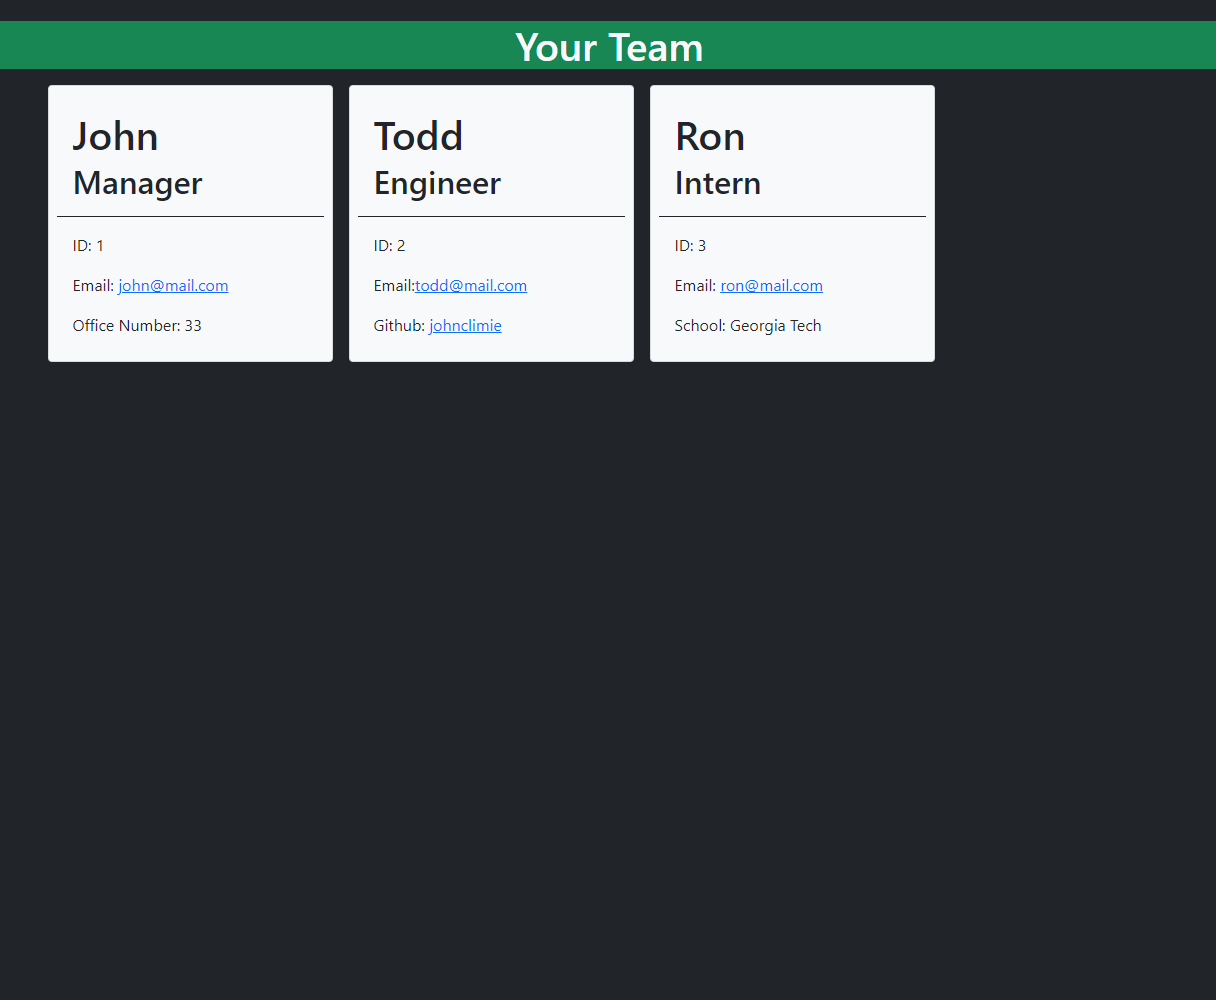 Your Team
John
Manager
ID: 1
Email: john@mail.com
Office Number: 33
Todd
Engineer
ID: 2
Email:todd@mail.com
Github: johnclimie
Ron
Intern
ID: 3
Email: ron@mail.com
School: Georgia Tech